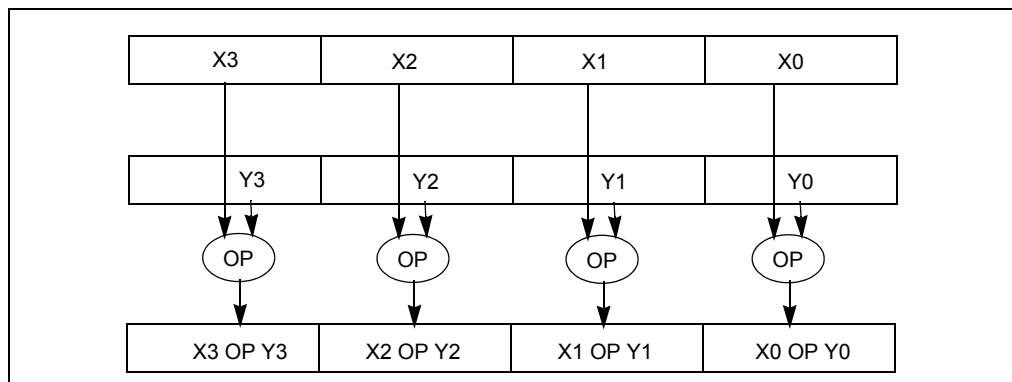 X3 X2 X1 X0
Y3 Y2 Y1 Y0
OP OP OP OP
X3 OP Y3 X2 OP Y2 X1 OP Y1 X0 OP Y0